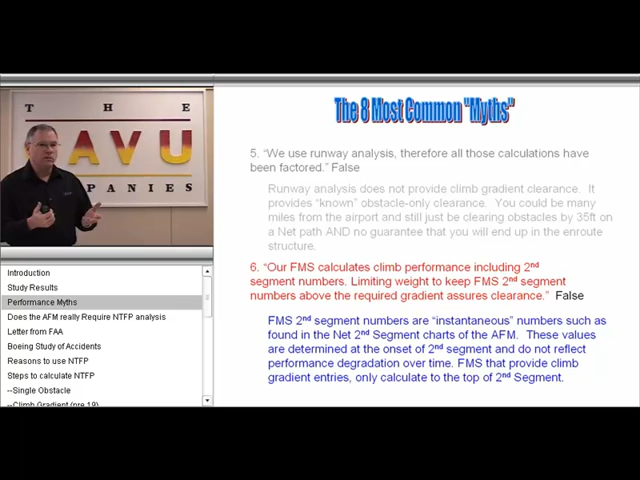 The 8 Most Common "Myths"
T H E
AVU
PANIES
5. "We use runway analysis, therefore all those calculations have
been factored." False
Runway analysis does not provide climb gradient clearance. It
provides "known" obstacle-only clearance. You could be many
miles from the airport and still just be clearing obstacles by 35ft on
a Net path AND no guarantee that you will end up in the enroute
structure.
6. "Our FMS calculates climb performance including 2nd
segment numbers. Limiting weight to keep FMS 2nd segment
numbers above the required gradient assures clearance." False
FMS 2nd segment numbers are "instantaneous" numbers such as
found in the Net 2nd Segment charts of the AFM. These values
are determined at the onset of 2nd segment and do not reflect
performance degradation over time. FMS that provide climb
gradient entries, only calculate to the top of 2nd Segment.
Introduction
Study Results
Performance Myths
Does the AFM really Require NTFP analysis
Letter from FAA
Boeing Study of Accidents
Reasons to use NTFP
Steps to calculate NTFP
--Single Obstacle
--Climb Gradient (pre 19)